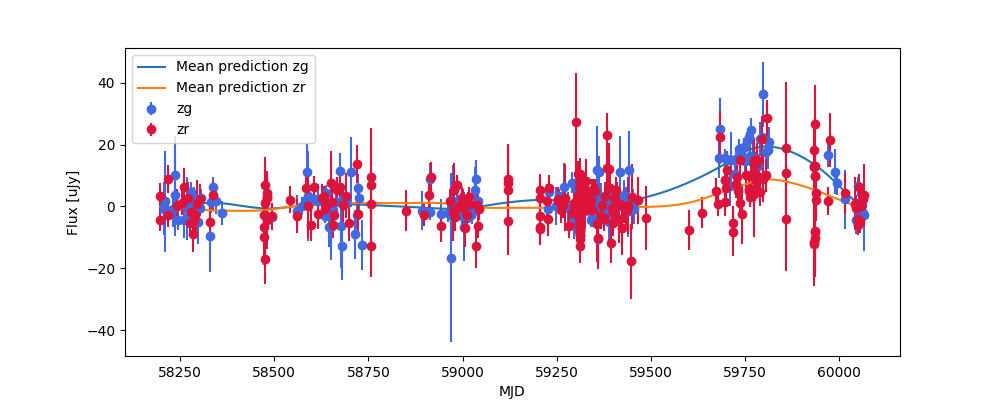 Mean prediction zg
Mean prediction zr
zg
zr
Flux [uJy]
40
20
0
−20
−40
58250
58500
58750
59000
59250
59500
59750
60000
MJD